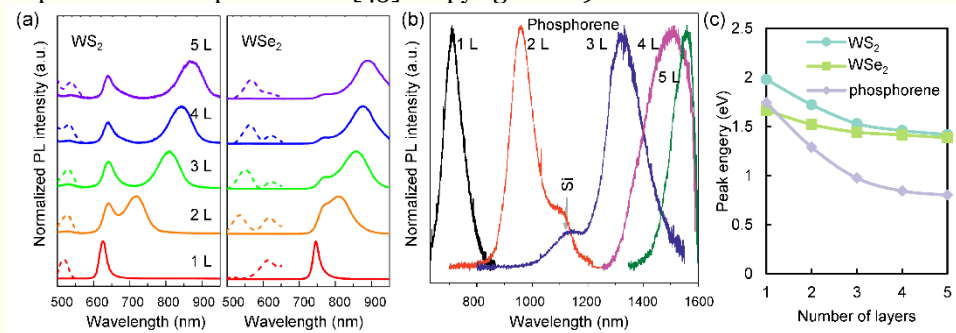 (a)
WS2
5 L
4 L
3 L
2 L
1 L
Normalized PL intensity (a.u.)
500 600 700 800 900
Wavelength (nm)
WSe2
500 600 700 800 900
Wavelength (nm)
(b)
Phosphorene
1 L
2 L
3 L
4 L
5 L
Si
Normalized PL intensity (a.u.)
800 1000 1200 1400 1600
Wavelength (nm)
(c)
WS2
WSe2
phosphorene
Peak engery (eV)
2.5
2
1.5
1
0.5
0
1 2 3 4 5
Number of layers